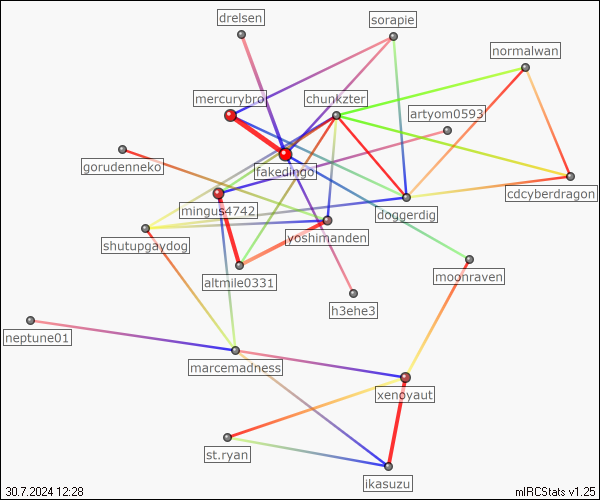 drelsen
sorapie
normalwan
mercurybro
chunkzter
artyom0593
gorudenneko
fakedingo
cdcyberdragon
mingus4742
doggerdig
shutupgaydog
yoshimanden
altmile0331
moonraven
h3ehe3
neptune01
marcemadness
xenoyaut
st.ryan
ikasuzu
30.7.2024 12:28
mIRCStats v1.25